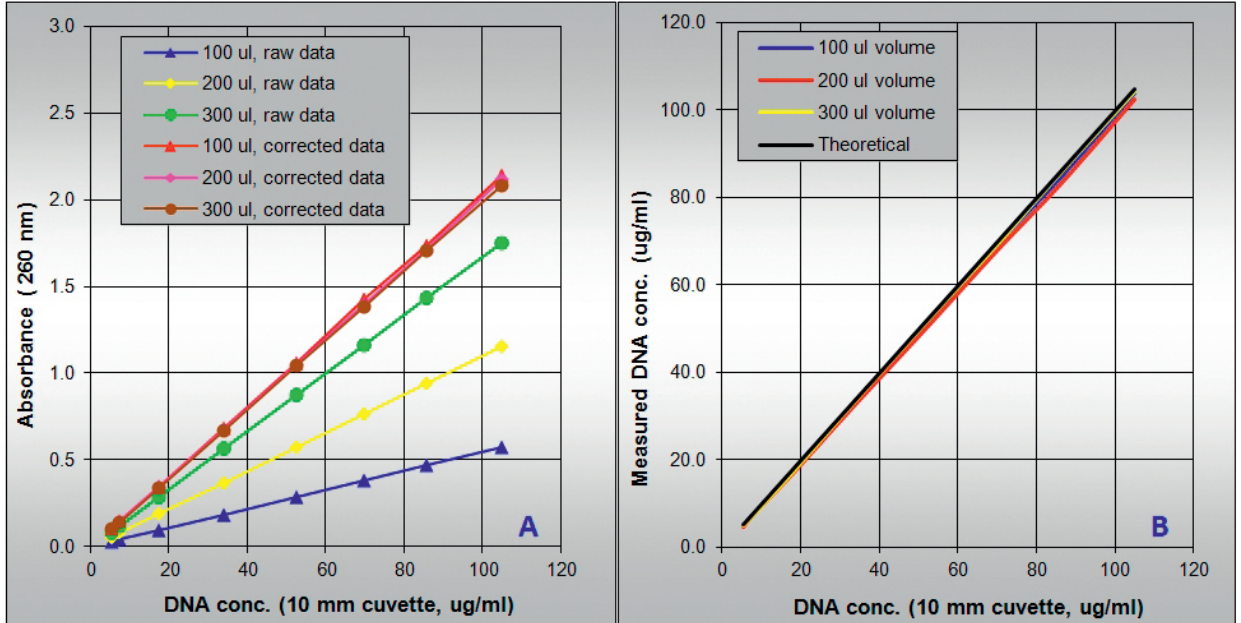 3.0
2.5
2.0
1.5
1.0
0.5
0.0
Absorbance ( 260 nm)
100 ul, raw data
200 ul, raw data
300 ul, raw data
100 ul, corrected data
200 ul, corrected data
300 ul, corrected data
A
0 20 40 60 80 100 120
DNA conc. (10 mm cuvette, ug/ml)
120.0
100.0
80.0
60.0
40.0
20.0
0.0
Measured DNA conc. (ug/ml)
100 ul volume
200 ul volume
300 ul volume
Theoretical
B
0 20 40 60 80 100 120
DNA conc. (10 mm cuvette, ug/ml)